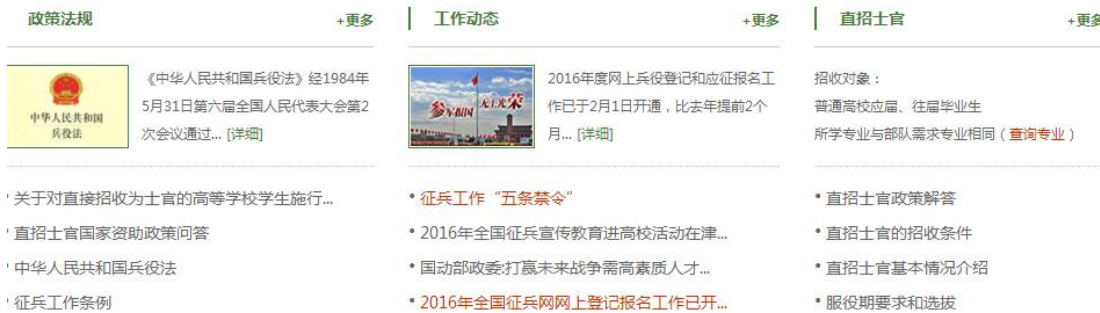 政策法规
+更多
中华人民共和国
兵役法
《中华人民共和国兵役法》经1984年
5月31日第六届全国人民代表大会第2
次会议通过... [详细]
• 关于对直接招收为士官的高等学校学生施行...
• 直招士官国家资助政策问答
• 中华人民共和国兵役法
• 征兵工作条例
工作动态
+更多
参军报国 无上光荣
2016年度网上兵役登记和应征报名工
作已于2月1日开通，比去年提前2个
月... [详细]
• 征兵工作“五条禁令”
• 2016年全国征兵宣传教育进高校活动在津...
• 国动部政委:打赢未来战争需高素质人才...
• 2016年全国征兵网网上登记报名工作已开...
直招士官
+更多
招收对象：
普通高校应届、往届毕业生
所学专业与部队需求专业相同（查询专业）
• 直招士官政策解答
• 直招士官的招收条件
• 直招士官基本情况介绍
• 服役期要求和选拔